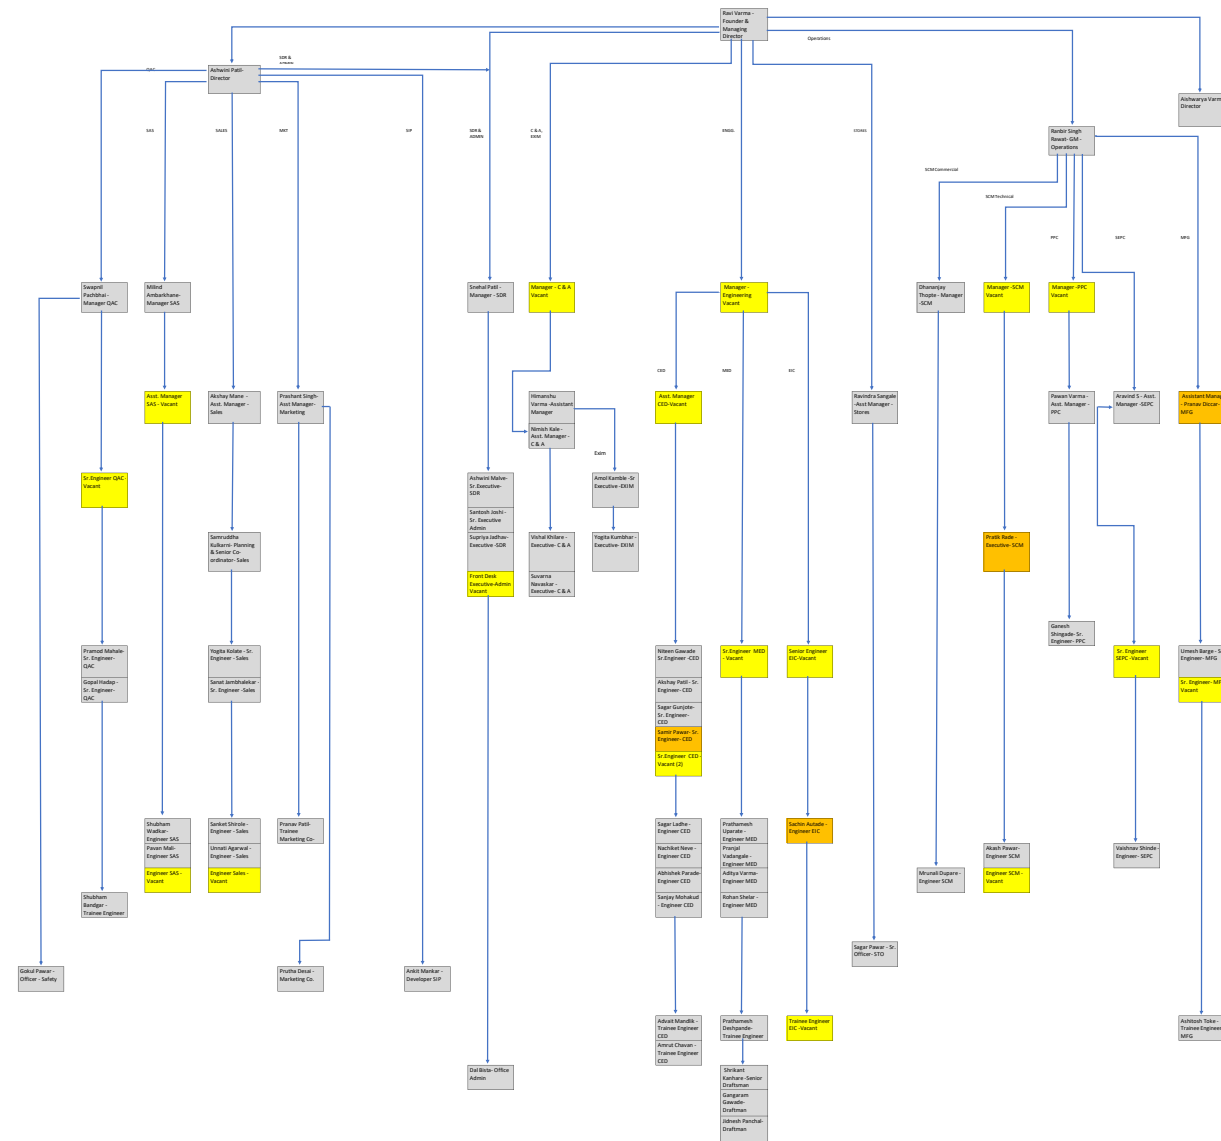 Ravi Varma -
Founder &
Managing
Director
Operations
QAC
SDR &
Ashwini Patil-
Director
Aishwarya Varm
Director
SAS
SALES
MKT
SIP
SDR &
ADMIN
C & A,
EXIM
ENGG.
STORES
Ranbir Singh
Rawat- GM -
Operations
SCM Commercial
SCM Technical
PPC
SEPC
MFG
Swapnil
Pachbhai -
Manager QAC
Milind
Ambarkhane-
Manager SAS
Snehal Patil -
Manager - SDR
Manager - C & A
Vacant
Manager -
Engineering
Vacant
Dhananjay
Thopte - Manager
-SCM
Manager -SCM
Vacant
Manager -PPC
Vacant
CED
MED
EIC
Asst. Manager
SAS - Vacant
Akshay Mane -
Asst. Manager -
Sales
Prashant Singh-
Asst Manager-
Marketing
Himanshu
Varma -Assistant
Manager
Nimish Kale -
Asst. Manager -
C & A
Asst. Manager
CED-Vacant
Ravindra Sangale
-Asst Manager -
Stores
Pawan Varma -
Asst. Manager -
PPC
Aravind S - Asst.
Manager -SEPC
Assistant Manag
- Pranav Diccar-
MFG
Exim
Sr.Engineer QAC-
Vacant
Ashwini Malve-
Sr.Executive-
SDR
Santosh Joshi -
Sr. Executive
Admin
Supriya Jadhav-
Executive -SDR
Front Desk
Executive-Admin
Vacant
Amol Kamble -Sr
Executive -EXIM
Samruddha
Kulkarni- Planning
& Senior Co-
ordinator- Sales
Vishal Khilare -
Executive- C & A
Suvarna
Navaskar -
Executive- C & A
Yogita Kumbhar -
Executive- EXIM
Pratik Rade -
Executive- SCM
Ganesh
Shingade- Sr.
Engineer- PPC
Pramod Mahale-
Sr. Engineer-
QAC
Gopal Hadap -
Sr. Engineer-
QAC
Yogita Kolate - Sr.
Engineer - Sales
Sanat Jambhalekar -
Sr. Engineer -Sales
Niteen Gawade
Sr.Engineer -CED
Akshay Patil - Sr.
Engineer- CED
Sagar Gunjote-
Sr. Engineer-
CED
Samir Pawar- Sr.
Engineer- CED
Sr.Engineer CED -
Vacant (2)
Sr.Engineer MED
- Vacant
Senior Engineer
EIC-Vacant
Sr. Engineer
SEPC -Vacant
Umesh Barge - S
Engineer- MFG
Sr. Engineer- MF
Vacant
Shubham
Wadkar-
Engineer SAS
Pavan Mali-
Engineer SAS
Engineer SAS -
Vacant
Sanket Shirole -
Engineer - Sales
Unnati Agarwal -
Engineer - Sales
Engineer Sales -
Vacant
Pranav Patil-
Trainee
Marketing Co-
Sagar Ladhe -
Engineer CED
Nachiket Neve -
Engineer CED
Abhishek Parade-
Engineer CED
Sanjay Mohakud
- Engineer CED
Prathamesh
Uparate -
Engineer MED
Pranjal
Vadangale -
Engineer MED
Aditya Varma-
Engineer MED
Rohan Shelar -
Engineer MED
Sachin Autade -
Engineer EIC
Akash Pawar-
Engineer SCM
Engineer SCM -
Vacant
Vaishnav Shinde -
Engineer- SEPC
Mrunali Dupare -
Engineer SCM
Shubham
Bandgar -
Trainee Engineer
Gokul Pawar -
Officer - Safety
Prutha Desai -
Marketing Co.
Ankit Mankar -
Developer SIP
Sagar Pawar - Sr.
Officer- STO
Advait Mandlik -
Trainee Engineer
CED
Amrut Chavan -
Trainee Engineer
CED
Prathamesh
Deshpande-
Trainee Engineer
Trainee Engineer
EIC -Vacant
Ashitosh Toke -
Trainee Engineer
MFG
Dal Bista- Office
Admin
Shrikant
Kanhare -Senior
Draftsman
Gangaram
Gawade-
Draftman
Jidnesh Panchal-
Draftman